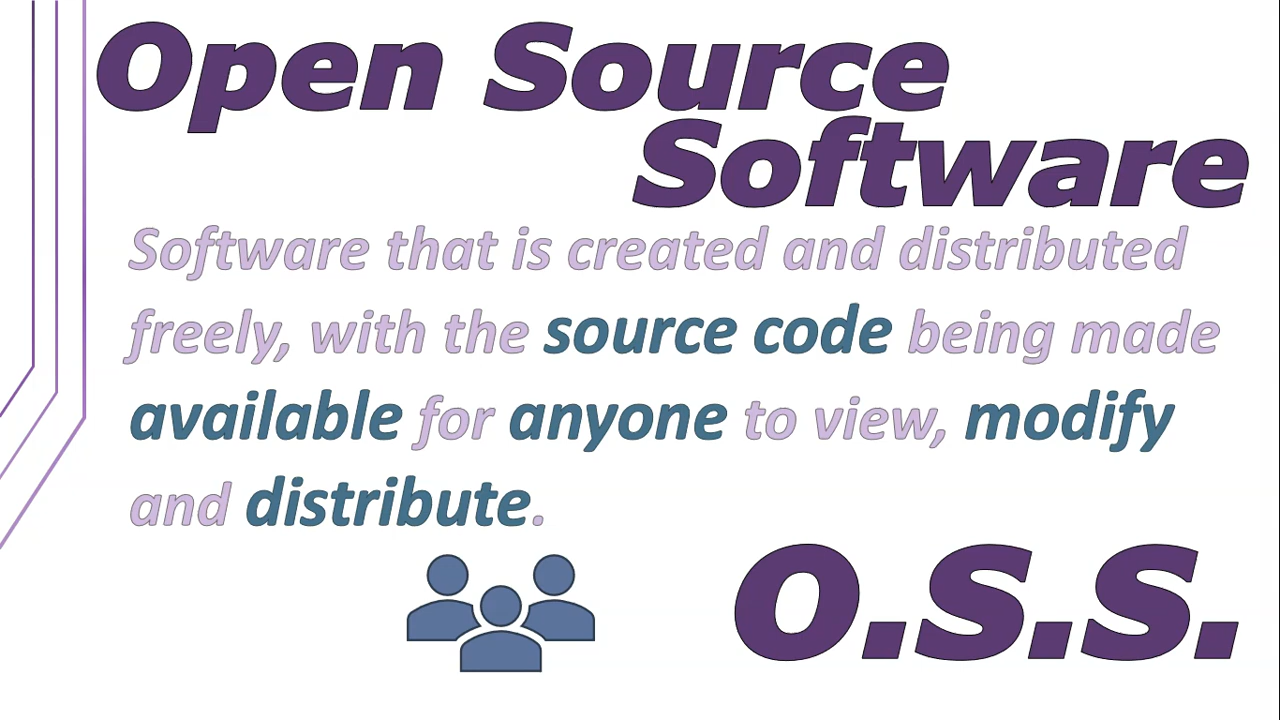 Open Source
Software
Software that is created and distributed
freely, with the source code being made
available for anyone to view, modify
and distribute.
O.S.S.